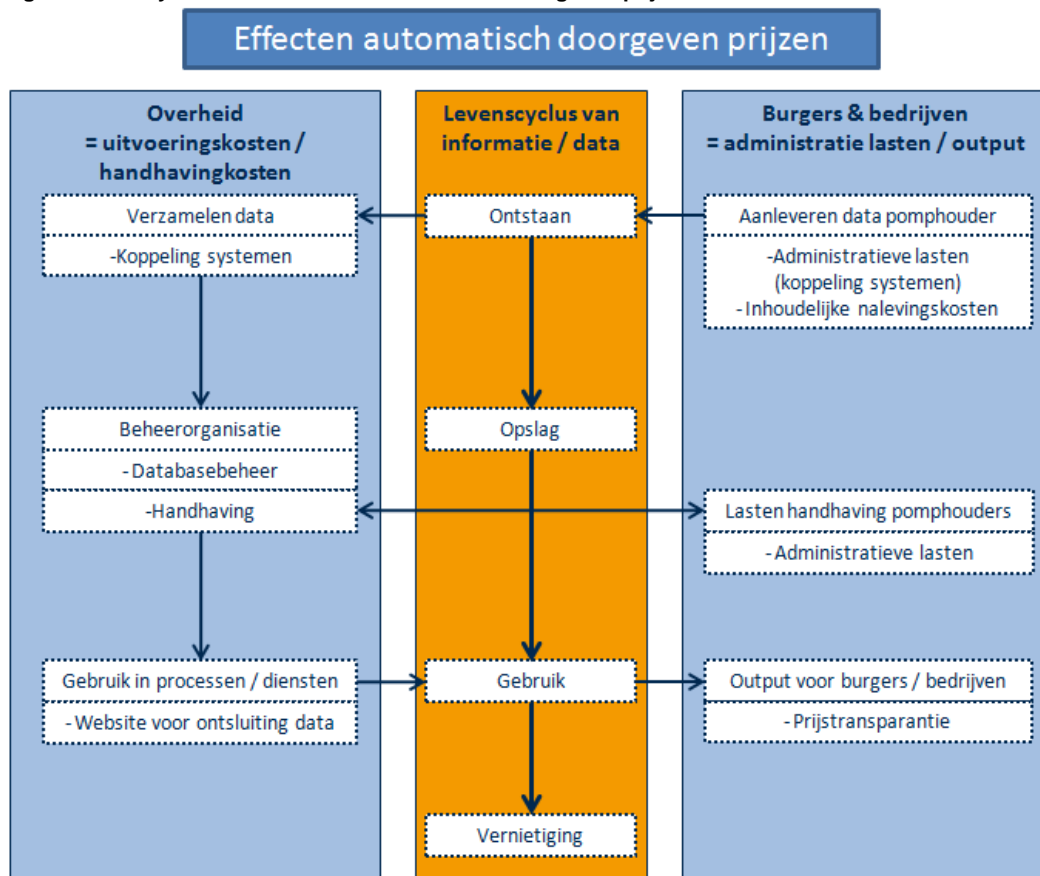 Effecten automatisch doorgeven prijzen
Overheid
= uitvoeringskosten /
handhavingkosten
Verzamelen data
-Koppeling systemen
Beheerorganisatie
-Databasebeheer
-Handhaving
Gebruik in processen / diensten
-Website voor ontsluiting data
Levenscyclus van
informatie / data
Ontstaan
Opslag
Gebruik
Vernietiging
Burgers & bedrijven
= administratie lasten / output
Aanleveren data pomphouder
-Administratieve lasten
(koppeling systemen)
-Inhoudelijke nalevingskosten
Lasten handhaving pomphouders
-Administratieve lasten
Output voor burgers / bedrijven
-Prijstransparantie